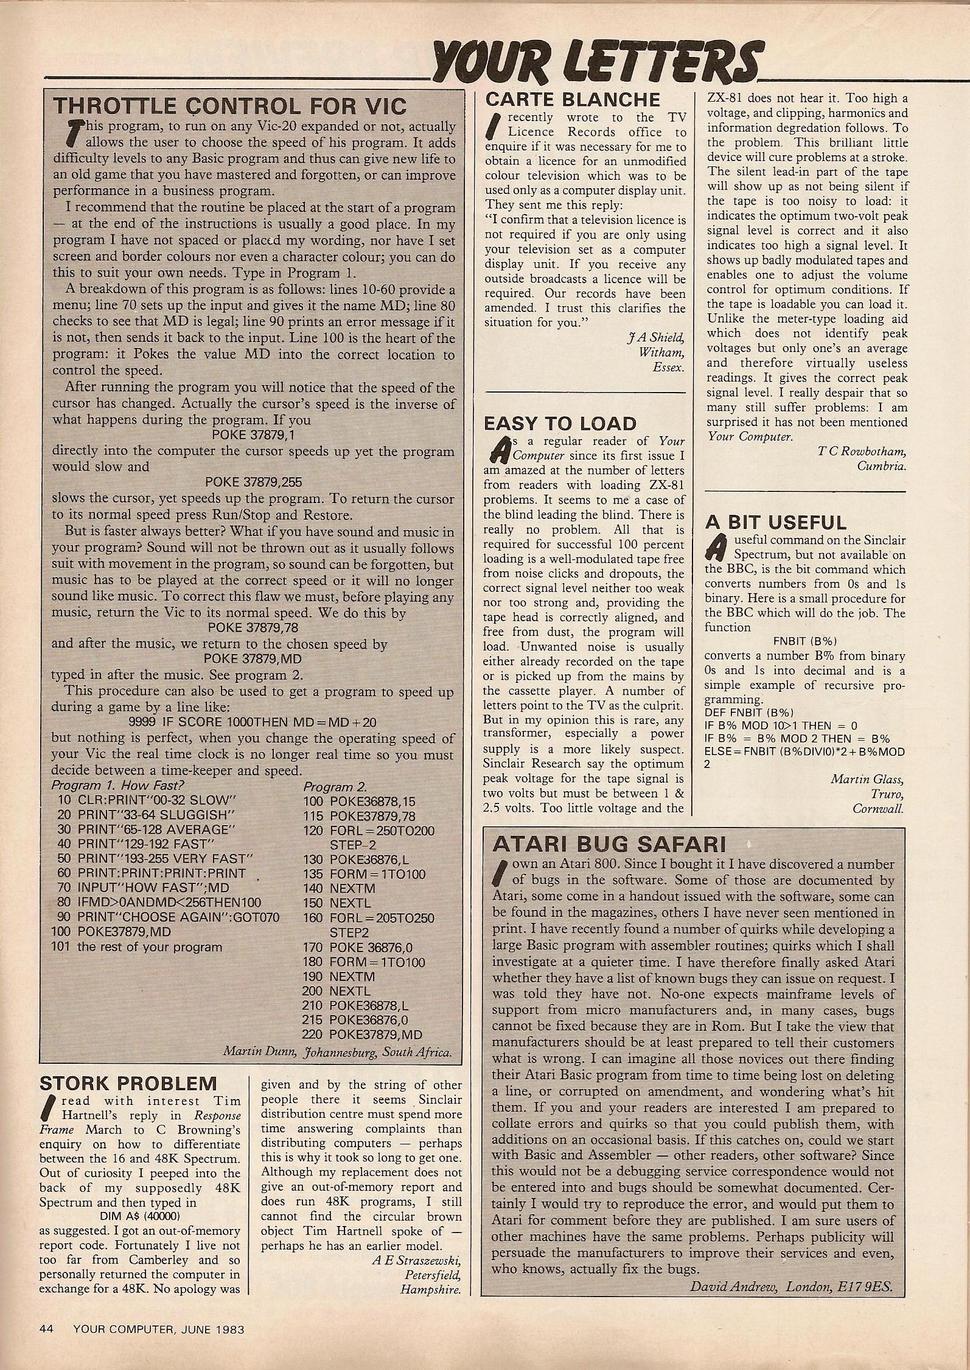 YOUR LETTERS
THROTTLE CONTROL FOR VIC
This program, to run on any Vic-20 expanded or not, actually
allows the user to choose the speed of his program. It adds
difficulty levels to any Basic program and thus can give new life to
an old game that you have mastered and forgotten, or can improve
performance in a business program.
I recommend that the routine be placed at the start of a program
— at the end of the instructions is usually a good place. In my
program I have not spaced or placed my wording, nor have I set
screen and border colours nor even a character colour; you can do
this to suit your own needs. Type in Program 1.
A breakdown of this program is as follows: lines 10-60 provide a
menu; line 70 sets up the input and gives it the name MD; line 80
checks to see that MD is legal; line 90 prints an error message if it
is not, then sends it back to the input. Line 100 is the heart of the
program: it Pokes the value MD into the correct location to
control the speed.
After running the program you will notice that the speed of the
cursor has changed. Actually the cursor's speed is the inverse of
what happens during the program. If you
POKE 37879,1
directly into the computer the cursor speeds up yet the program
would slow and
POKE 37879,255
slows the cursor, yet speeds up the program. To return the cursor
to its normal speed press Run/Stop and Restore.
But is faster always better? What if you have sound and music in
your program? Sound will not be thrown out as it usually follows
suit with movement in the program, so sound can be forgotten, but
music has to be played at the correct speed or it will no longer
sound like music. To correct this flaw we must, before playing any
music, return the Vic to its normal speed. We do this by
POKE 37879,78
and after the music, we return to the chosen speed by
POKE 37879,MD
typed in after the music. See program 2.
This procedure can also be used to get a program to speed up
during a game by a line like:
9999 IF SCORE 1000THEN MD=MD+20
but nothing is perfect, when you change the operating speed of
your Vic the real time clock is no longer real time so you must
decide between a time-keeper and speed.
Program 1. How Fast?
10 CLR:PRINT"00-32 SLOW"
20 PRINT"33-64 SLUGGISH"
30 PRINT"65-128 AVERAGE"
40 PRINT"129-192 FAST"
50 PRINT"193-255 VERY FAST"
60 PRINT:PRINT:PRINT:PRINT
70 INPUT"HOW FAST";MD
80 IFMD>0ANDMD<256THEN100
90 PRINT"CHOOSE AGAIN":GOT070
100 POKE37879,MD
101 the rest of your program
Program 2.
100 POKE36878,15
115 POKE37879,78
120 FORL=250TO200
STEP-2
130 POKE36876,L
135 FORM=1TO100
140 NEXTM
150 NEXTL
160 FORL=205TO250
STEP2
170 POKE 36876,0
180 FORM=1TO100
190 NEXTM
200 NEXTL
210 POKE36878,L
215 POKE36876,0
220 POKE37879,MD
Martin Dunn, Johannesburg, South Africa.
STORK PROBLEM
I read with interest Tim
Hartnell's reply in Response
Frame March to C Browning's
enquiry on how to differentiate
between the 16 and 48K Spectrum.
Out of curiosity I peeped into the
back of my supposedly 48K
Spectrum and then typed in
DIM A$ (40000)
as suggested. I got an out-of-memory
report code. Fortunately I live not
too far from Camberley and so
personally returned the computer in
exchange for a 48K. No apology was
given and by the string of other
people there it seems Sinclair
distribution centre must spend more
time answering complaints than
distributing computers — perhaps
this is why it took so long to get one.
Although my replacement does not
give an out-of-memory report and
does run 48K programs, I still
cannot find the circular brown
object Tim Hartnell spoke of —
perhaps he has an earlier model.
A E Straszewski,
Petersfield,
Hampshire.
CARTE BLANCHE
I recently wrote to the TV
Licence Records office to
enquire if it was necessary for me to
obtain a licence for an unmodified
colour television which was to be
used only as a computer display unit.
They sent me this reply:
"I confirm that a television licence is
not required if you are only using
your television set as a computer
display unit. If you receive any
outside broadcasts a licence will be
required. Our records have been
amended. I trust this clarifies the
situation for you."
J A Shield,
Witham,
Essex.
EASY TO LOAD
As a regular reader of Your
Computer since its first issue I
am amazed at the number of letters
from readers with loading ZX-81
problems. It seems to me a case of
the blind leading the blind. There is
really no problem. All that is
required for successful 100 percent
loading is a well-modulated tape free
from noise clicks and dropouts, the
correct signal level neither too weak
nor too strong and, providing the
tape head is correctly aligned, and
free from dust, the program will
load. Unwanted noise is usually
either already recorded on the tape
or is picked up from the mains by
the cassette player. A number of
letters point to the TV as the culprit.
But in my opinion this is rare, any
transformer, especially a power
supply is a more likely suspect.
Sinclair Research say the optimum
peak voltage for the tape signal is
two volts but must be between 1 &
2.5 volts. Too little voltage and the
ZX-81 does not hear it. Too high a
voltage, and clipping, harmonics and
information degredation follows. To
the problem. This brilliant little
device will cure problems at a stroke.
The silent lead-in part of the tape
will show up as not being silent if
the tape is too noisy to load: it
indicates the optimum two-volt peak
signal level is correct and it also
indicates too high a signal level. It
shows up badly modulated tapes and
enables one to adjust the volume
control for optimum conditions. If
the tape is loadable you can load it.
Unlike the meter-type loading aid
which does not identify peak
voltages but only one's an average
and therefore virtually useless
readings. It gives the correct peak
signal level. I really despair that so
many still suffer problems: I am
surprised it has not been mentioned
Your Computer.
T C Rowbotham,
Cumbria.
A BIT USEFUL
A useful command on the Sinclair
Spectrum, but not available on
the BBC, is the bit command which
converts numbers from 0s and 1s
binary. Here is a small procedure for
the BBC which will do the job. The
function
FNBIT (B%)
converts a number B% from binary
0s and 1s into decimal and is a
simple example of recursive pro-
gramming.
DEF FNBIT (B%)
IF B% MOD 10>1 THEN = 0
IF B% = B% MOD 2 THEN = B%
ELSE=FNBIT (B%DIVI0)*2+B%MOD
2
Martin Glass,
Truro,
Cornwall.
ATARI BUG SAFARI
I own an Atari 800. Since I bought it I have discovered a number
of bugs in the software. Some of those are documented by
Atari, some come in a handout issued with the software, some can
be found in the magazines, others I have never seen mentioned in
print. I have recently found a number of quirks while developing a
large Basic program with assembler routines; quirks which I shall
investigate at a quieter time. I have therefore finally asked Atari
whether they have a list of known bugs they can issue on request. I
was told they have not. No-one expects mainframe levels of
support from micro manufacturers and, in many cases, bugs
cannot be fixed because they are in Rom. But I take the view that
manufacturers should be at least prepared to tell their customers
what is wrong. I can imagine all those novices out there finding
their Atari Basic program from time to time being lost on deleting
a line, or corrupted on amendment, and wondering what's hit
them. If you and your readers are interested I am prepared to
collate errors and quirks so that you could publish them, with
additions on an occasional basis. If this catches on, could we start
with Basic and Assembler — other readers, other software? Since
this would not be a debugging service correspondence would not
be entered into and bugs should be somewhat documented. Cer-
tainly I would try to reproduce the error, and would put them to
Atari for comment before they are published. I am sure users of
other machines have the same problems. Perhaps publicity will
persuade the manufacturers to improve their services and even,
who knows, actually fix the bugs.
David Andrew, London, E17 9ES.
44 YOUR COMPUTER, JUNE 1983